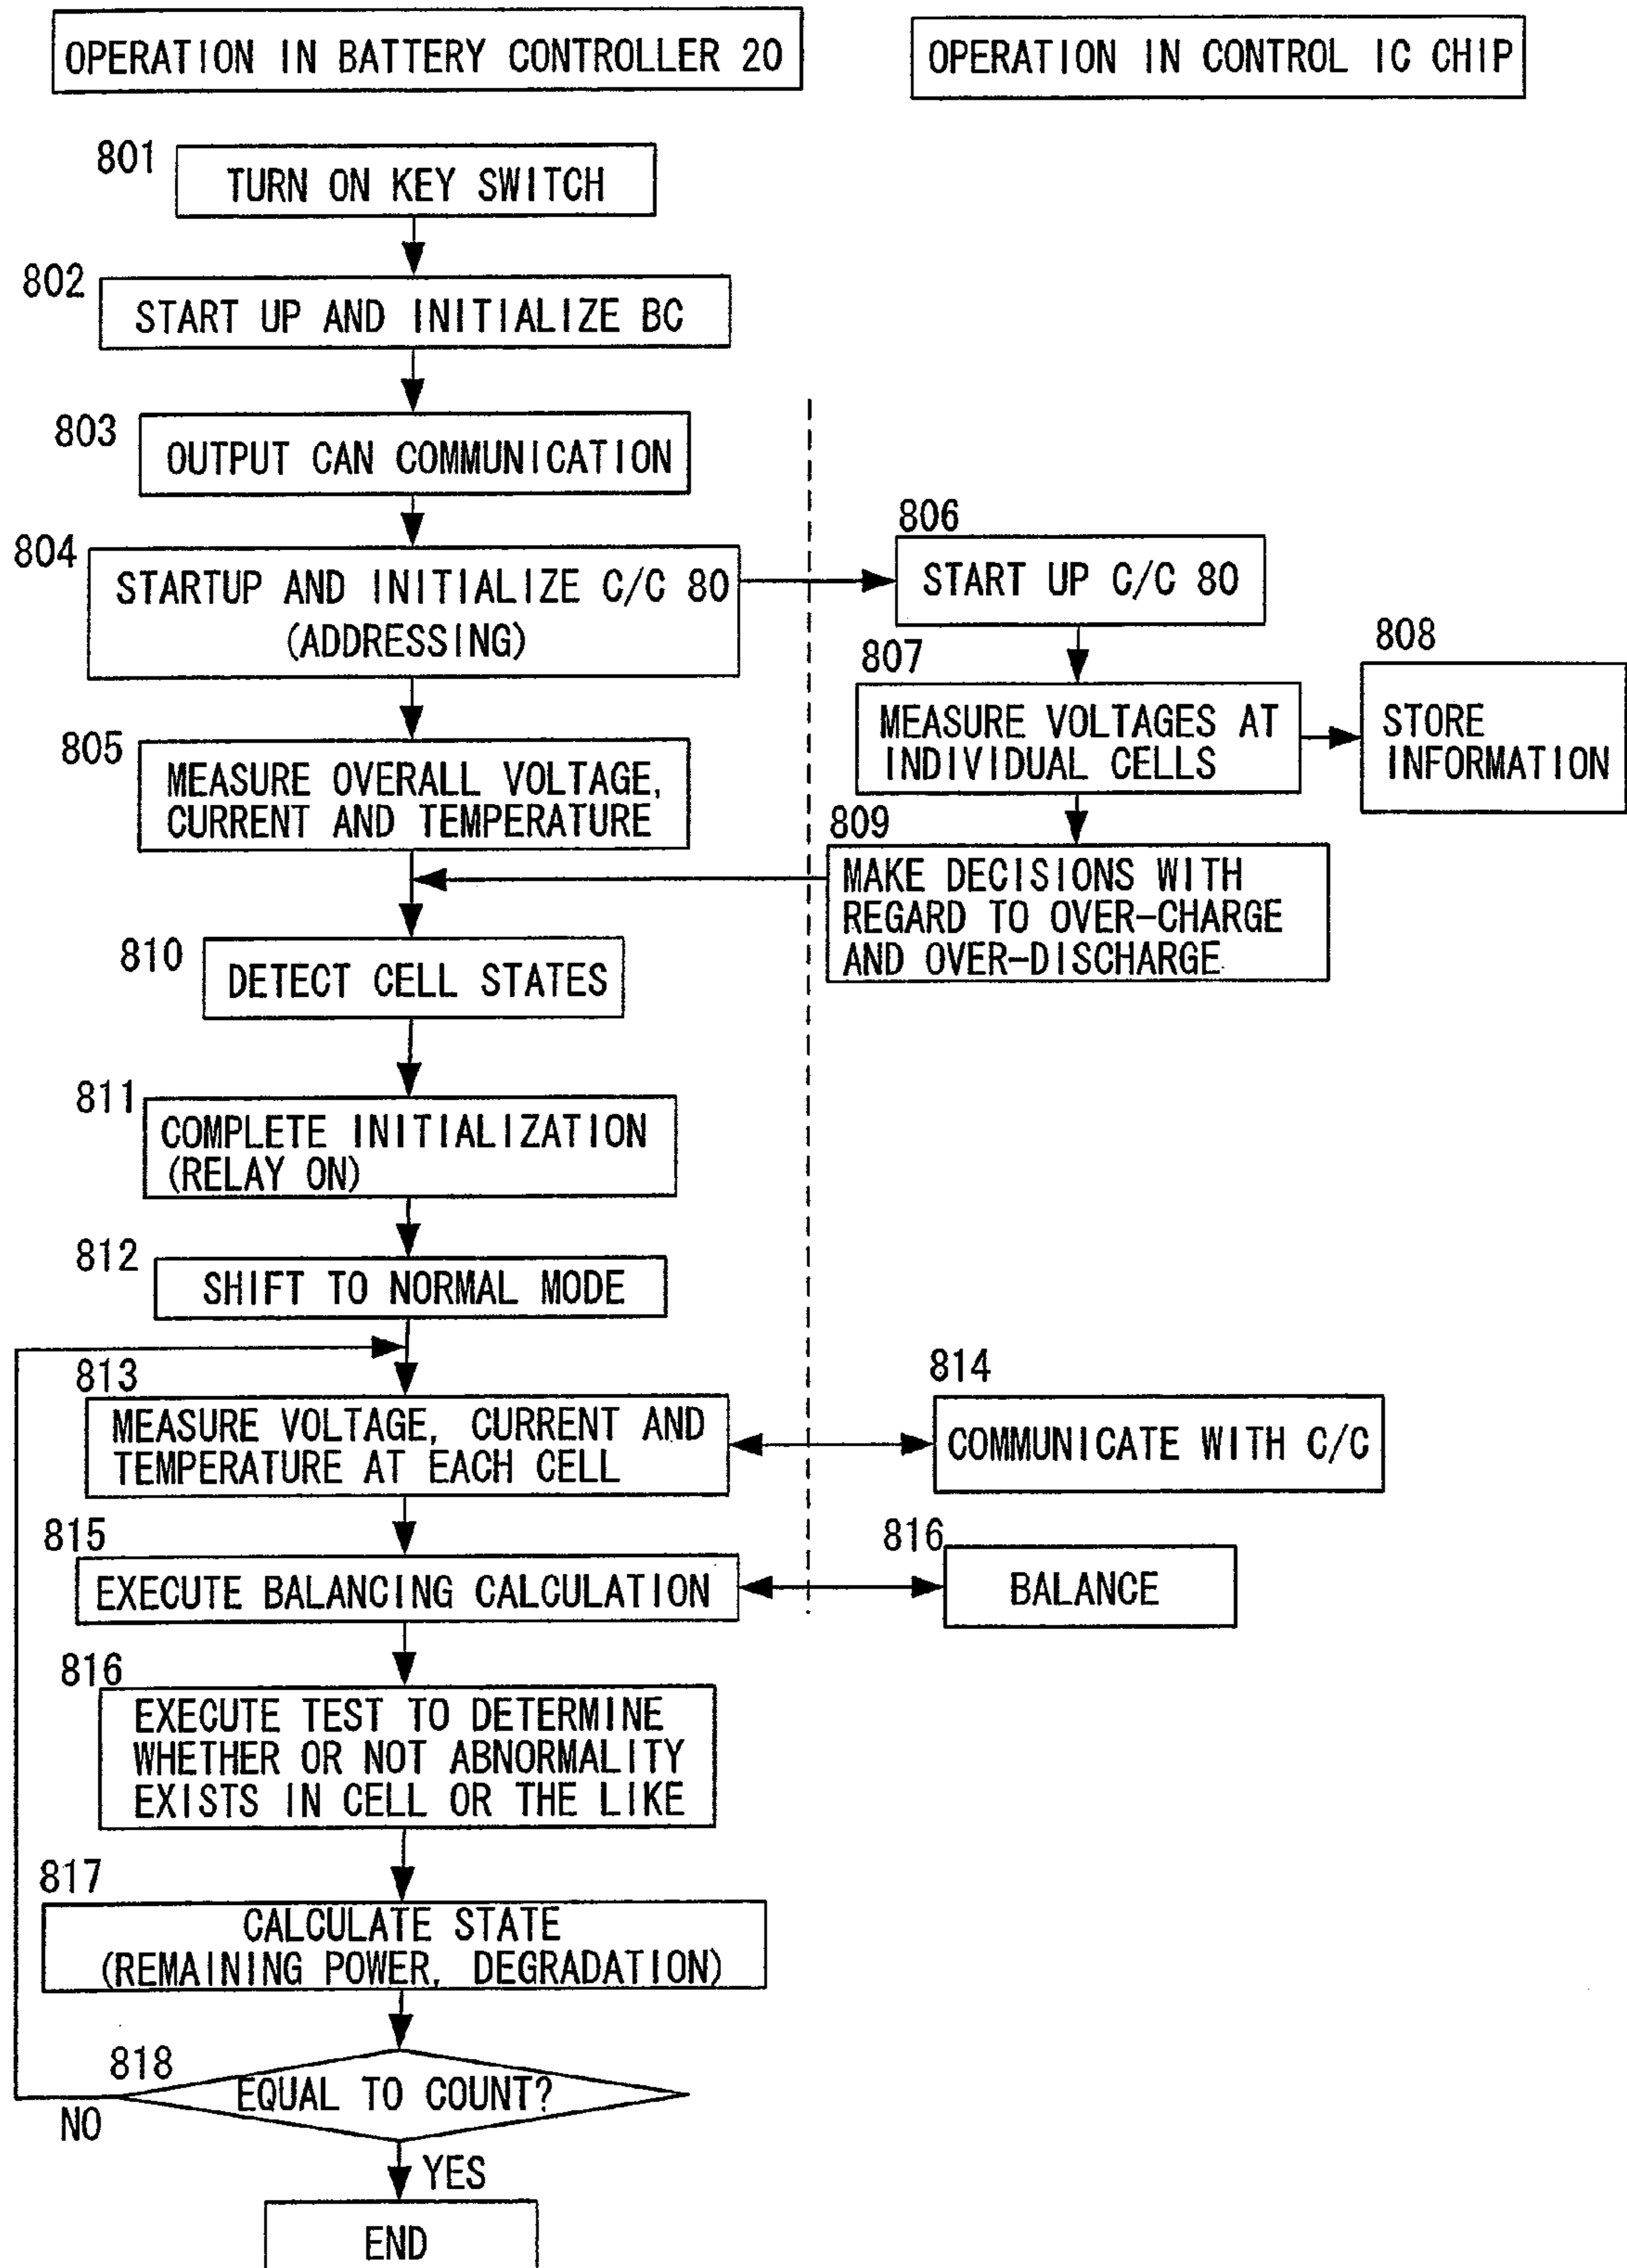 OPERATION IN BATTERY CONTROLLER 20
OPERATION IN CONTROL IC CHIP
801
TURN ON KEY SWITCH
802
START UP AND INITIALIZE BC
803
OUTPUT CAN COMMUNICATION
804
STARTUP AND INITIALIZE C/C 80
(ADDRESSING)
806
START UP C/C 80
807
MEASURE VOLTAGES AT
INDIVIDUAL CELLS
808
STORE
INFORMATION
805
MEASURE OVERALL VOLTAGE,
CURRENT AND TEMPERATURE
809
MAKE DECISIONS WITH
REGARD TO OVER-CHARGE
AND OVER-DISCHARGE
810
DETECT CELL STATES
811
COMPLETE INITIALIZATION
(RELAY ON)
812
SHIFT TO NORMAL MODE
813
MEASURE VOLTAGE, CURRENT AND
TEMPERATURE AT EACH CELL
814
COMMUNICATE WITH C/C
815
EXECUTE BALANCING CALCULATION
816
BALANCE
816
EXECUTE TEST TO DETERMINE
WHETHER OR NOT ABNORMALITY
EXISTS IN CELL OR THE LIKE
817
CALCULATE STATE
(REMAINING POWER, DEGRADATION)
818
EQUAL TO COUNT?
NO
YES
END